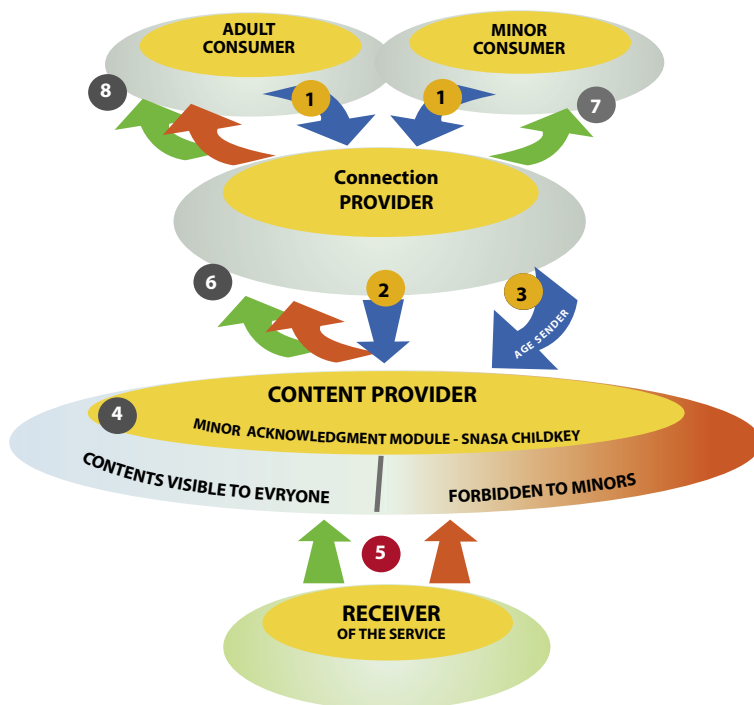 ADULT
CONSUMER
MINOR
CONSUMER
8
1
1
7
Connection
PROVIDER
6
2
3
AGE SENDER
CONTENT PROVIDER
4
MINOR ACKNOWLEDGMENT MODULE - SNASA CHILDKEY
CONTENTS VISIBLE TO EVRYONE
FORBIDDEN TO MINORS
5
RECEIVER
OF THE SERVICE